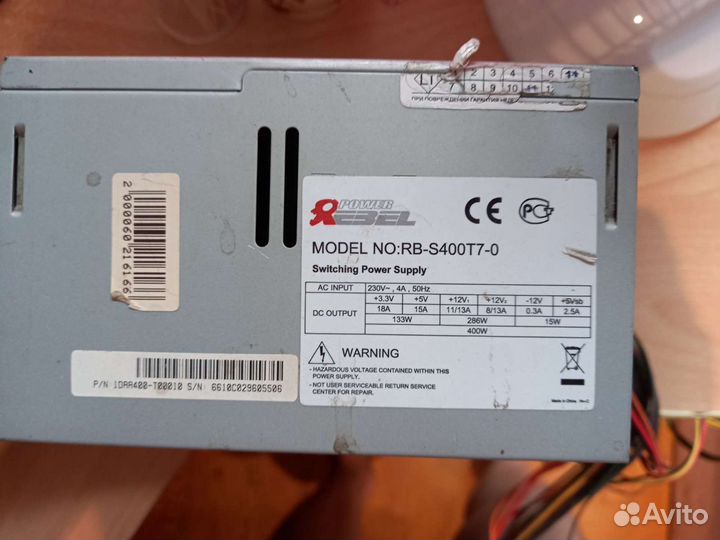 LI 2 3 4 5 6 11
7 8 9 10 11 1
ПРИ ПОВРЕЖДЕНИИ ГАРАНТИЯ
2 000060 216166
POWER
REBEL
CE
PCT
MODEL NO:RB-S400T7-0
Switching Power Supply
AC INPUT 230V~ , 4A , 50Hz -
DC OUTPUT +3.3V +5V +12V1 +12V2 -12V +5Vsb
18A 15A 11/13A 8/13A 0.3A 2.5A
133W 286W 15W
400W
WARNING
- HAZARDOUS VOLTAGE CONTAINED WITHIN THIS
POWER SUPPLY.
- NOT USER SERVICEABLE RETURN SERVICE
CENTER FOR REPAIR.
Made in China
P/N 1DAA400-T00010 S/N: 6610C029605506
Avito